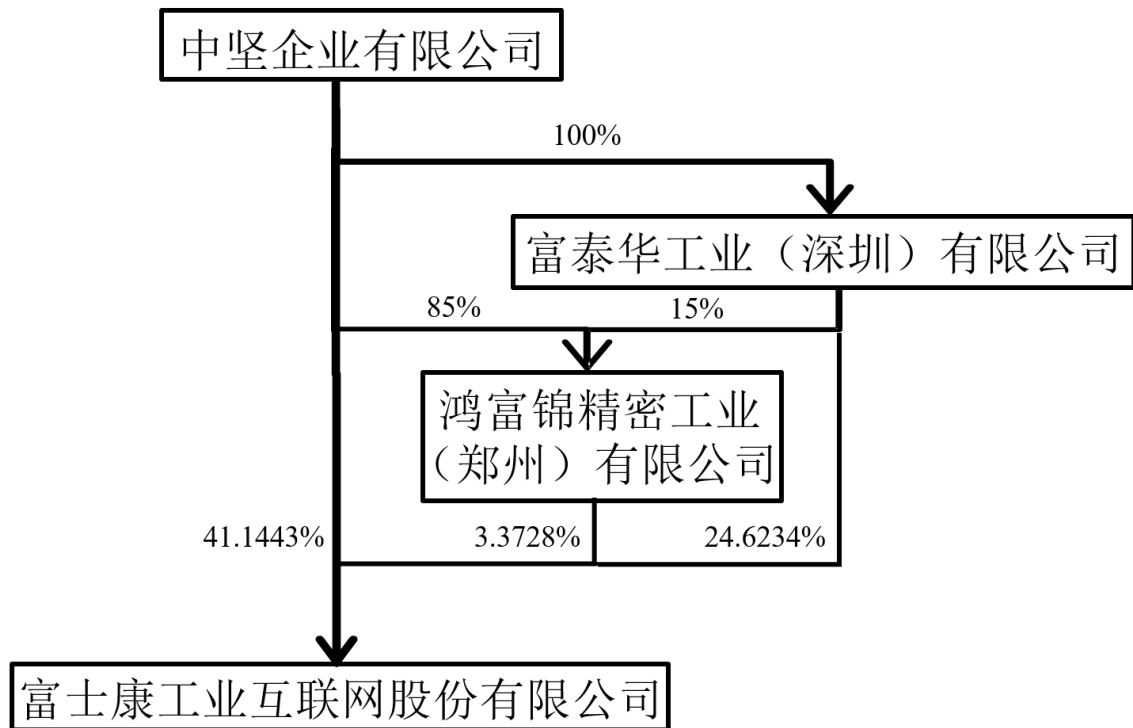 中坚企业有限公司
100%
富泰华工业（深圳）有限公司
85%
15%
鸿富锦精密工业
（郑州）有限公司
41.1443%
3.3728%
24.6234%
富士康工业互联网股份有限公司